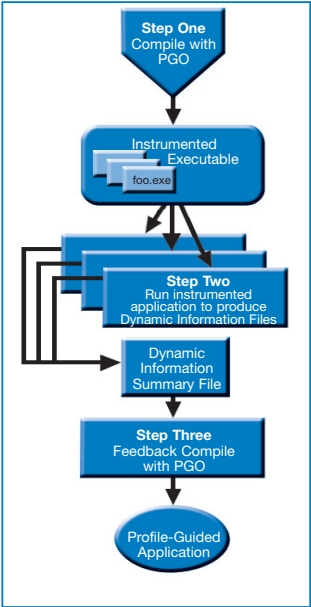 Step One
Compile with
PGO
Instrumented
Executable
foo.exe
Step Two
Run instrumented
application to produce
Dynamic Information Files
Dynamic
Information
Summary File
Step Three
Feedback Compile
with PGO
Profile-Guided
Application